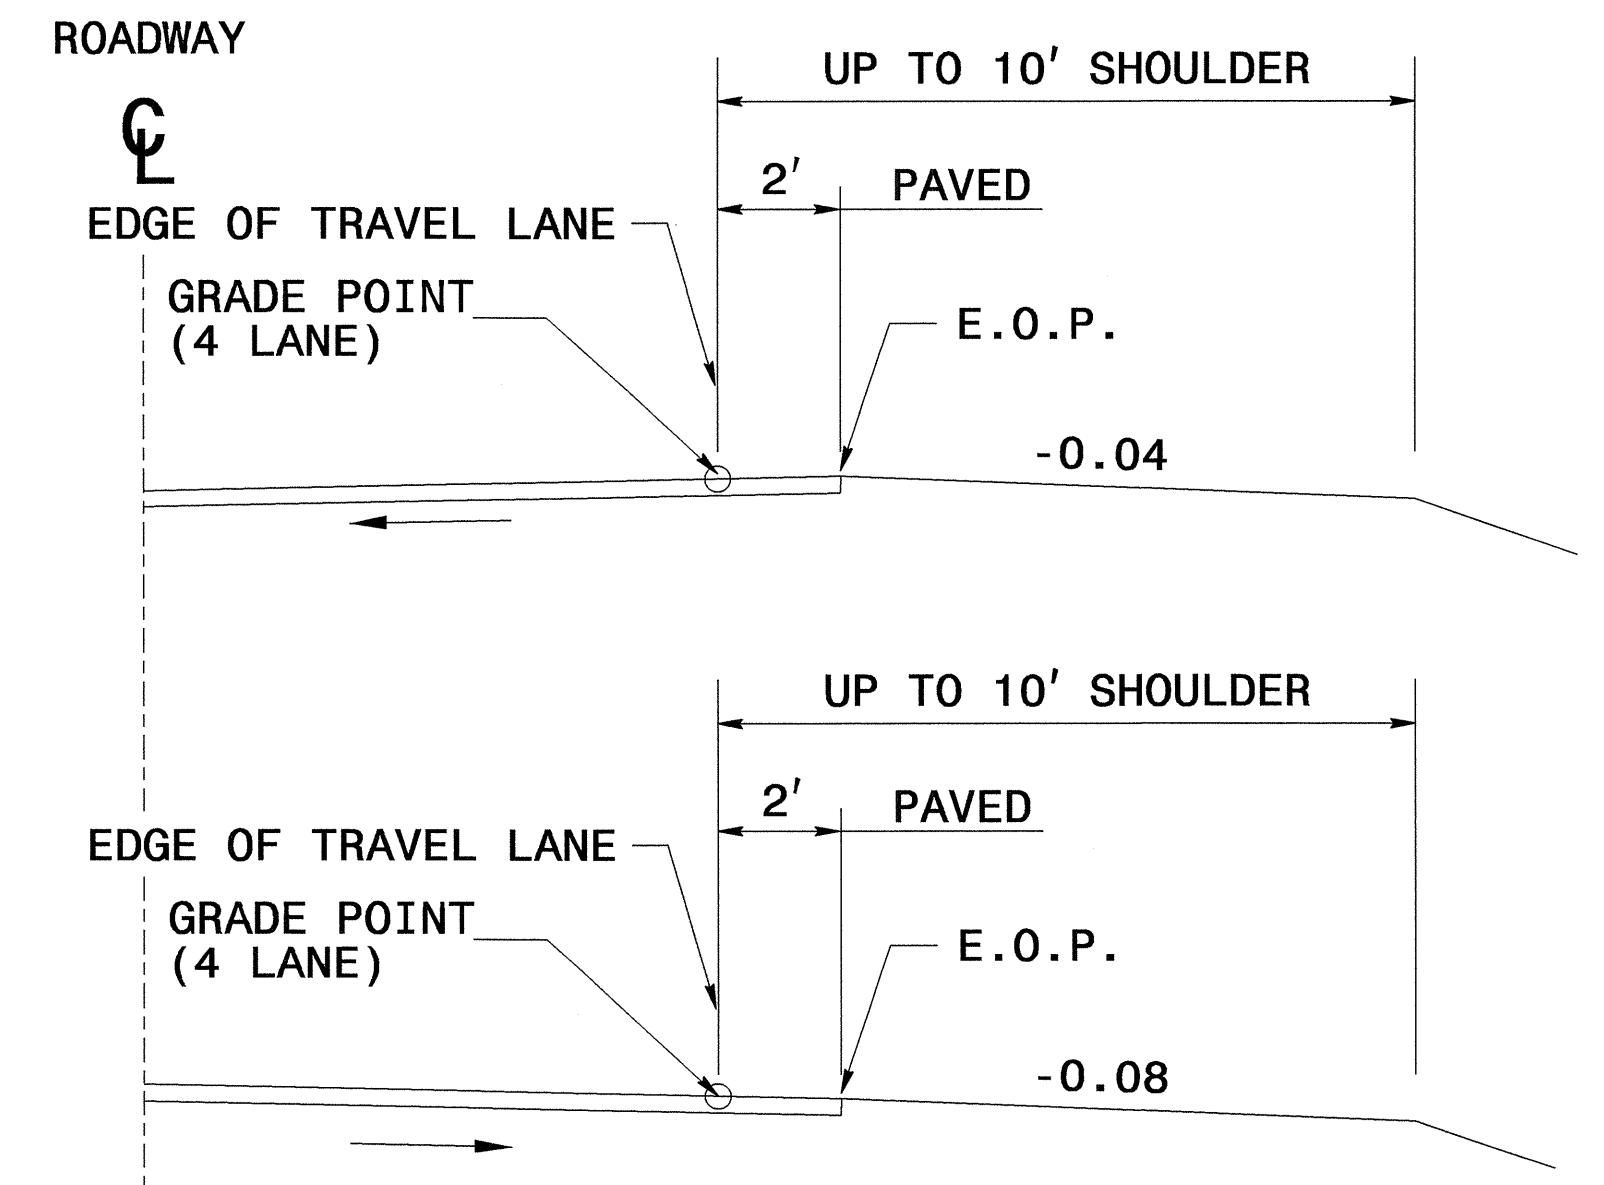 ROADWAY
UP TO 10' SHOULDER
℄
2'
PAVED
EDGE OF TRAVEL LANE
GRADE POINT
(4 LANE)
E.O.P.
-0.04
UP TO 10' SHOULDER
2'
PAVED
EDGE OF TRAVEL LANE
GRADE POINT
(4 LANE)
E.O.P.
-0.08